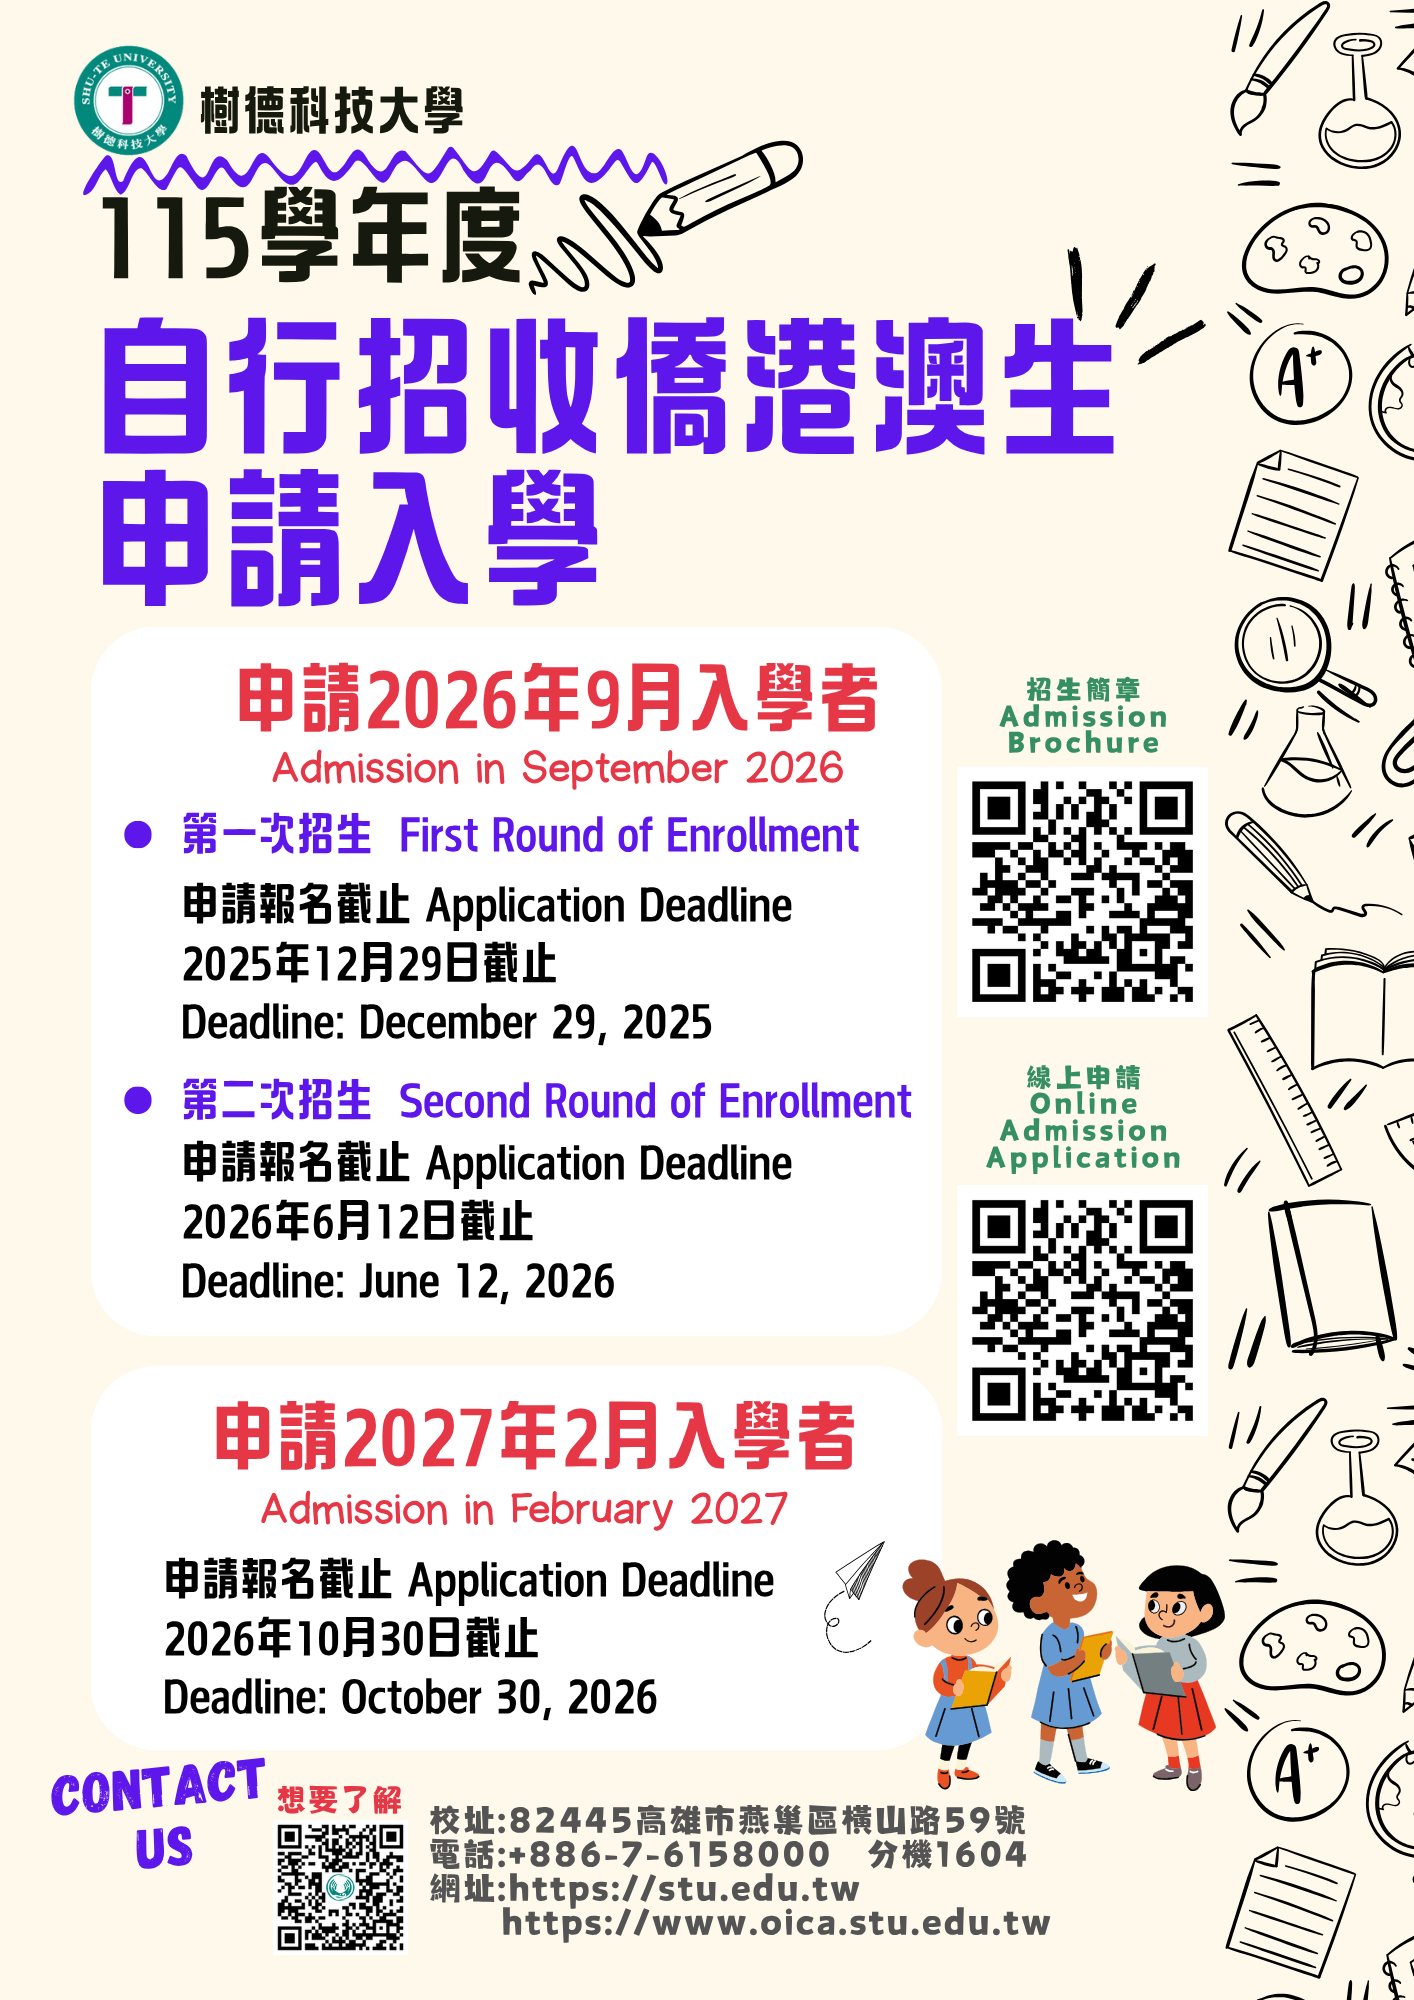 SHU-TE UNIVERSITY
樹德科技大學
樹德科技大學
115學年度
自行招收僑港澳生
申請入學
申請2026年9月入學者
Admission in September 2026
第一次招生 First Round of Enrollment
申請報名截止 Application Deadline
2025年12月29日截止
Deadline: December 29, 2025
第二次招生 Second Round of Enrollment
申請報名截止 Application Deadline
2026年6月12日截止
Deadline: June 12, 2026
招生簡章
Admission
Brochure
線上申請
Online
Admission
Application
申請2027年2月入學者
Admission in February 2027
申請報名截止 Application Deadline
2026年10月30日截止
Deadline: October 30, 2026
CONTACT
US
想要了解
校址:82445高雄市燕巢區橫山路59號
電話:+886-7-6158000 分機1604
網址:https://stu.edu.tw
https://www.oica.stu.edu.tw
A+
A+